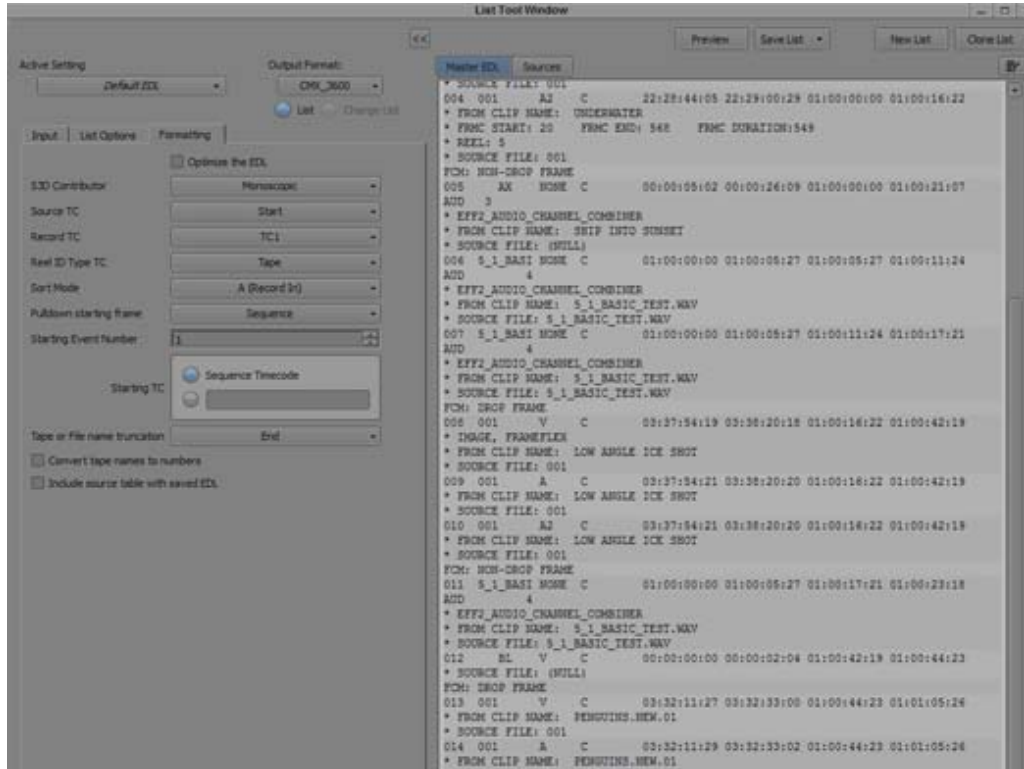 List Tool Window
<<
Preview
Save List
New List
Clone List
Active Setting
Default EDL
Output Format:
CMX_3600
List
Change List
Input
List Options
Formatting
Optimize the EDL
S3D Contributor
Monoscopic
Source TC
Start
Record TC
TC1
Reel ID Type TC
Tape
Sort Mode
A (Record In)
Pulldown starting frame
Sequence
Starting Event Number
1
Starting TC
Sequence Timecode
Tape or File name truncation
End
Convert tape names to numbers
Include source table with saved EDL
Master EDL
Sources
* SOURCE FILE: 001
004 001 A2 C 22:28:44:05 22:29:00:29 01:00:00:00 01:00:16:22
* FROM CLIP NAME: UNDERWATER
* FRMC START: 20 FRMC END: 568 FRMC DURATION:549
* REEL: 5
* SOURCE FILE: 001
FCM: NON-DROP FRAME
005 AX NONE C 00:00:05:02 00:00:26:09 01:00:00:00 01:00:21:07
AUD 3
* EFF2_AUDIO_CHANNEL_COMBINER
* FROM CLIP NAME: SHIP INTO SUNSET
* SOURCE FILE: (NULL)
006 5_1_BASI NONE C 01:00:00:00 01:00:05:27 01:00:05:27 01:00:11:24
AUD 4
* EFF2_AUDIO_CHANNEL_COMBINER
* FROM CLIP NAME: 5_1_BASIC_TEST.WAV
* SOURCE FILE: 5_1_BASIC_TEST.WAV
007 5_1_BASI NONE C 01:00:00:00 01:00:05:27 01:00:11:24 01:00:17:21
AUD 4
* EFF2_AUDIO_CHANNEL_COMBINER
* FROM CLIP NAME: 5_1_BASIC_TEST.WAV
* SOURCE FILE: 5_1_BASIC_TEST.WAV
FCM: DROP FRAME
008 001 V C 03:37:54:19 03:38:20:18 01:00:16:22 01:00:42:19
* IMAGE, FRAMEFLEX
* FROM CLIP NAME: LOW ANGLE ICE SHOT
* SOURCE FILE: 001
009 001 A C 03:37:54:21 03:38:20:20 01:00:16:22 01:00:42:19
* FROM CLIP NAME: LOW ANGLE ICE SHOT
* SOURCE FILE: 001
010 001 A2 C 03:37:54:21 03:38:20:20 01:00:16:22 01:00:42:19
* FROM CLIP NAME: LOW ANGLE ICE SHOT
* SOURCE FILE: 001
FCM: NON-DROP FRAME
011 5_1_BASI NONE C 01:00:00:00 01:00:05:27 01:00:17:21 01:00:23:18
AUD 4
* EFF2_AUDIO_CHANNEL_COMBINER
* FROM CLIP NAME: 5_1_BASIC_TEST.WAV
* SOURCE FILE: 5_1_BASIC_TEST.WAV
012 BL V C 00:00:00:00 00:00:02:04 01:00:42:19 01:00:44:23
* SOURCE FILE: (NULL)
FCM: DROP FRAME
013 001 V C 03:32:11:27 03:32:33:00 01:00:44:23 01:01:05:26
* FROM CLIP NAME: PENGUINS.NEW.01
* SOURCE FILE: 001
014 001 A C 03:32:11:29 03:32:33:02 01:00:44:23 01:01:05:26
* FROM CLIP NAME: PENGUINS.NEW.01